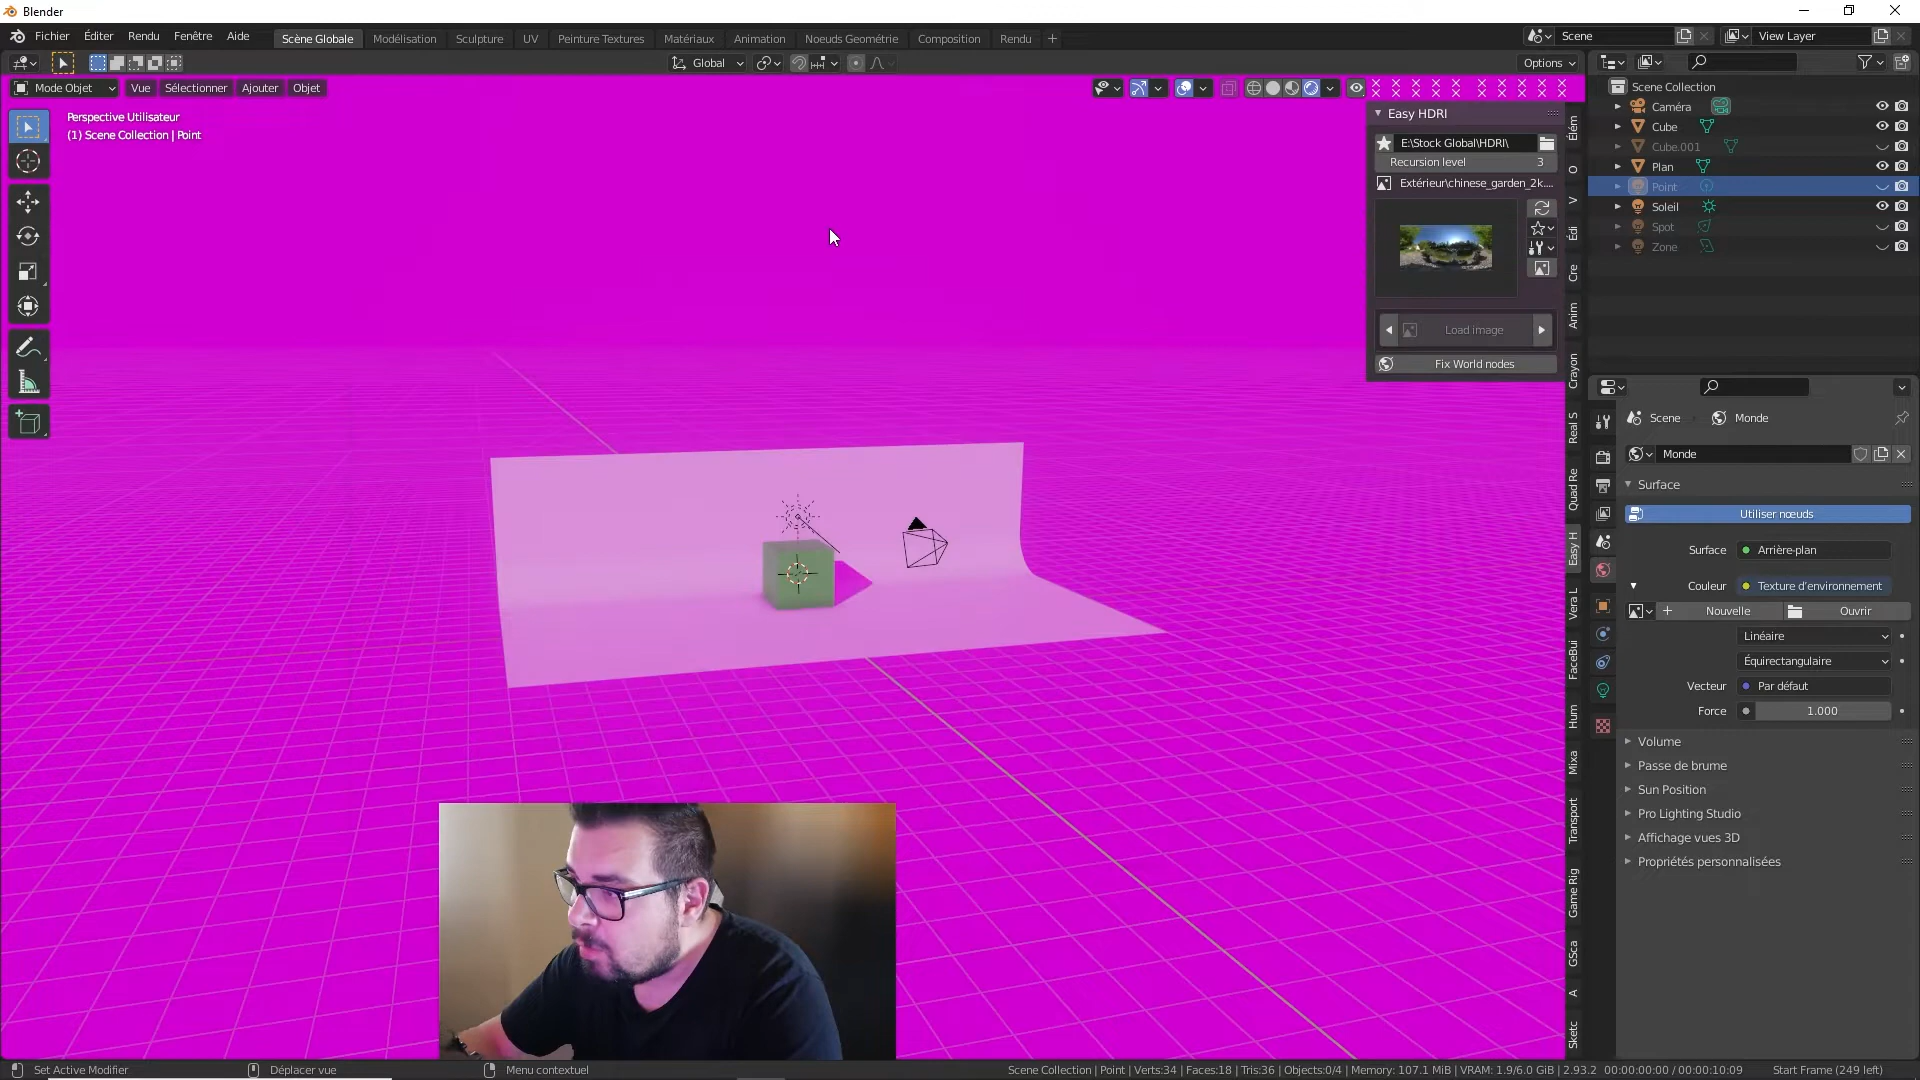 Blender
Fichier Éditer Rendu Fenêtre Aide
Scène Globale Modélisation Sculpture UV Peinture Textures Matériaux Animation Noeuds Géométrie Composition Rendu +
Scene
View Layer
Global
Options
Mode Objet Vue Sélectionner Ajouter Objet
Perspective Utilisateur
(1) Scene Collection | Point
Easy HDRI
E:\Stock Global\HDRI\
Recursion level 3
Extérieur\chinese_garden_2k....
Load image
Fix World nodes
Élém
O
V
Édi
Cre
Anim
Crayon
Real S
Quad Re
Easy H
Vera L
FaceBui
Hum
Mixa
Transport
Game Rig
GSca
A
Sketc
Scene Collection
Caméra
Cube
Cube.001
Plan
Point
Soleil
Spot
Zone
Scene Monde
Monde
Surface
Utiliser nœuds
Surface Arrière-plan
Couleur Texture d'environnement
Nouvelle Ouvrir
Linéaire
Équirectangulaire
Vecteur Par défaut
Force 1.000
Volume
Passe de brume
Sun Position
Pro Lighting Studio
Affichage vues 3D
Propriétés personnalisées
Set Active Modifier Déplacer vue Menu contextuel
Scene Collection | Point | Verts:34 | Faces:18 | Tris:36 | Objects:0/4 | Memory: 107.1 MiB | VRAM: 1.9/6.0 GiB | 2.93.2 00:00:00:00 / 00:00:10:09 Start Frame (249 left)